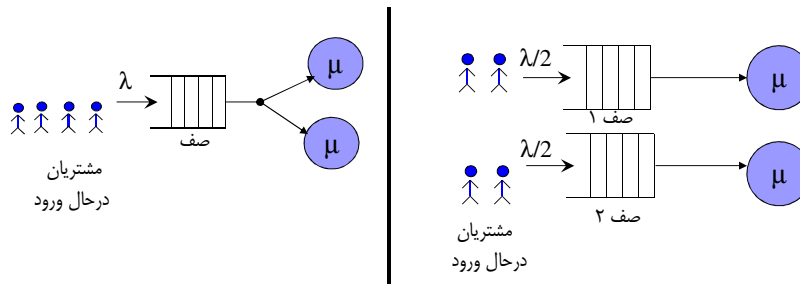 λ
μ
μ
صف
مشتریان
درحال ورود
λ/2
μ
صف ۱
λ/2
μ
صف ۲
مشتریان
درحال ورود